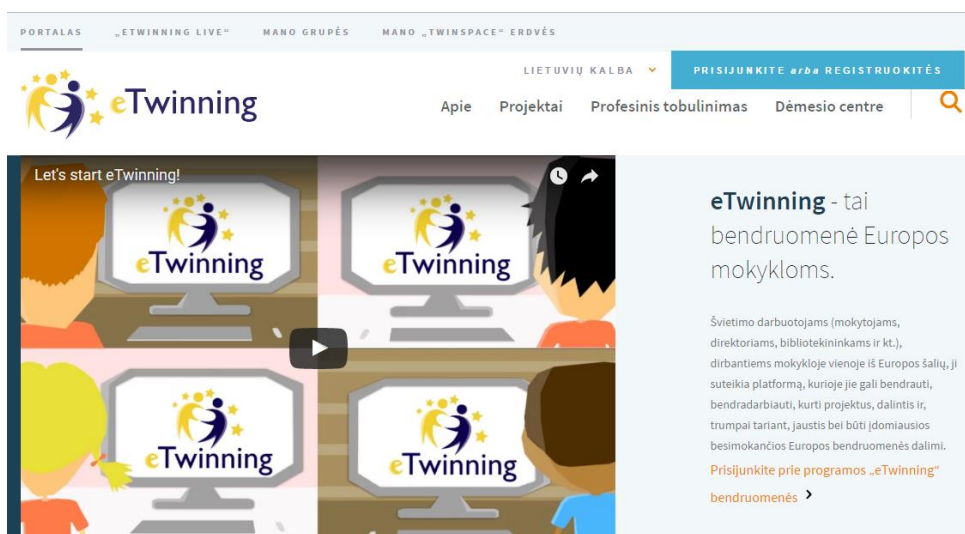 PORTALAS „ETWINNING LIVE“ MANO GRUPĖS MANO „TWINSPACE“ ERDVĖS
LIETUVIŲ KALBA PRISIJUNKITE arba REGISTRUOKITĖS
eTwinning
Apie Projektai Profesinis tobulinimas Dėmesio centre
Let's start eTwinning!
eTwinning
eTwinning
eTwinning
eTwinning
eTwinning - tai
bendruomenė Europos
mokykloms.
Švietimo darbuotojams (mokytojams,
direktoriams, bibliotekininkams ir kt.),
dirbantiems mokykloje vienoje iš Europos šalių, ji
suteikia platformą, kurioje jie gali bendrauti,
bendradarbiauti, kurti projektus, dalintis ir,
trumpai tariant, jaustis bei būti įdomiausios
besimokančios Europos bendruomenės dalimi.
Prisijunkite prie programos „eTwinning“
bendruomenės